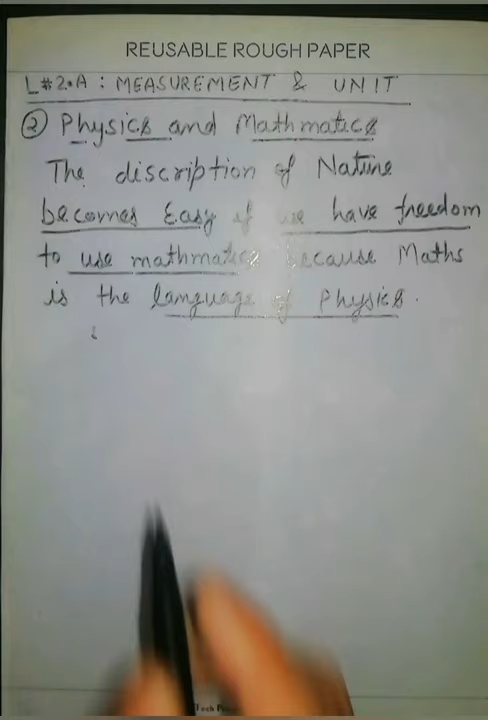 REUSABLE ROUGH PAPER
L#2.A : MEASUREMENT & UNIT
② Physics and Mathmatics
The discription of Nature
becomes Easy if we have freedom
to use mathmatics because Maths
is the language of Physics.
Tech